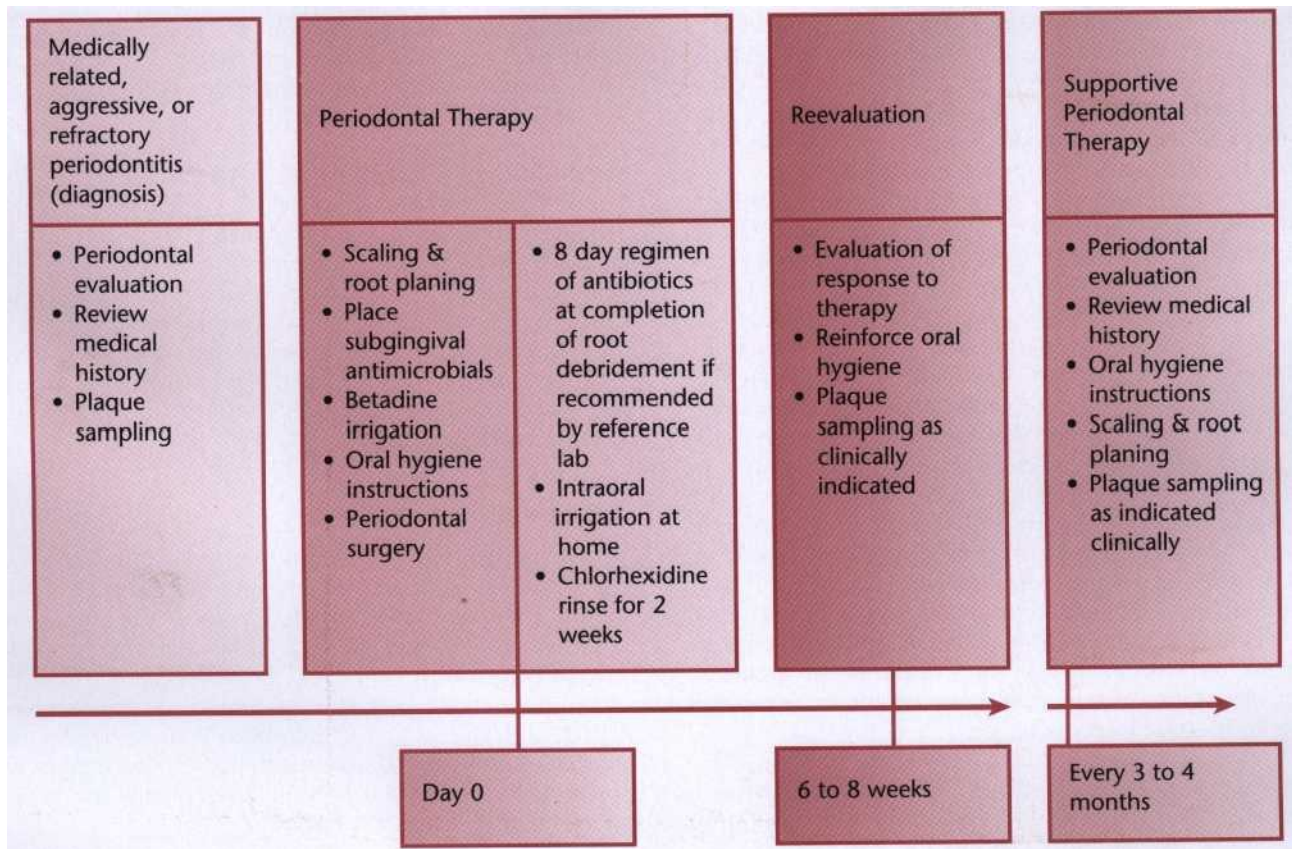 Medically
related,
aggressive, or
refractory
periodontitis
(diagnosis)
• Periodontal
evaluation
• Review
medical
history
• Plaque
sampling
Periodontal Therapy
• Scaling &
root planing
• Place
subgingival
antimicrobials
• Betadine
irrigation
• Oral hygiene
instructions
• Periodontal
surgery
• 8 day regimen
of antibiotics
at completion
of root
debridement if
recommended
by reference
lab
• Intraoral
irrigation at
home
• Chlorhexidine
rinse for 2
weeks
Reevaluation
• Evaluation of
response to
therapy
• Reinforce oral
hygiene
• Plaque
sampling as
clinically
indicated
Supportive
Periodontal
Therapy
• Periodontal
evaluation
• Review medical
history
• Oral hygiene
instructions
• Scaling & root
planing
• Plaque sampling
as indicated
clinically
Day 0
6 to 8 weeks
Every 3 to 4
months